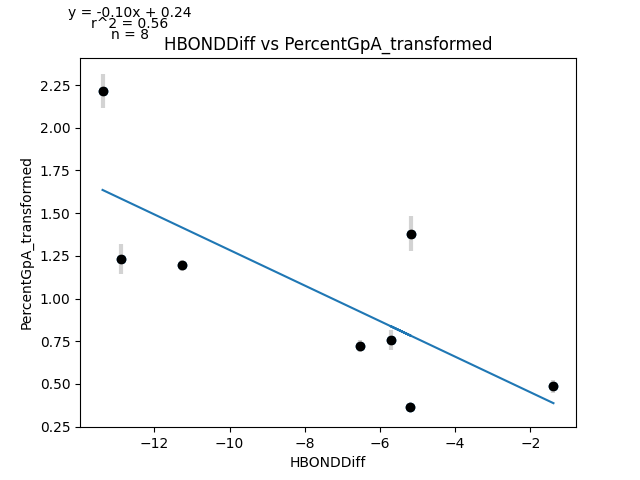 y = -0.10x + 0.24
r^2 = 0.56
n = 8
HBONDDiff vs PercentGpA_transformed
PercentGpA_transformed
2.25
2.00
1.75
1.50
1.25
1.00
0.75
0.50
0.25
−12
−10
−8
−6
−4
−2
HBONDDiff